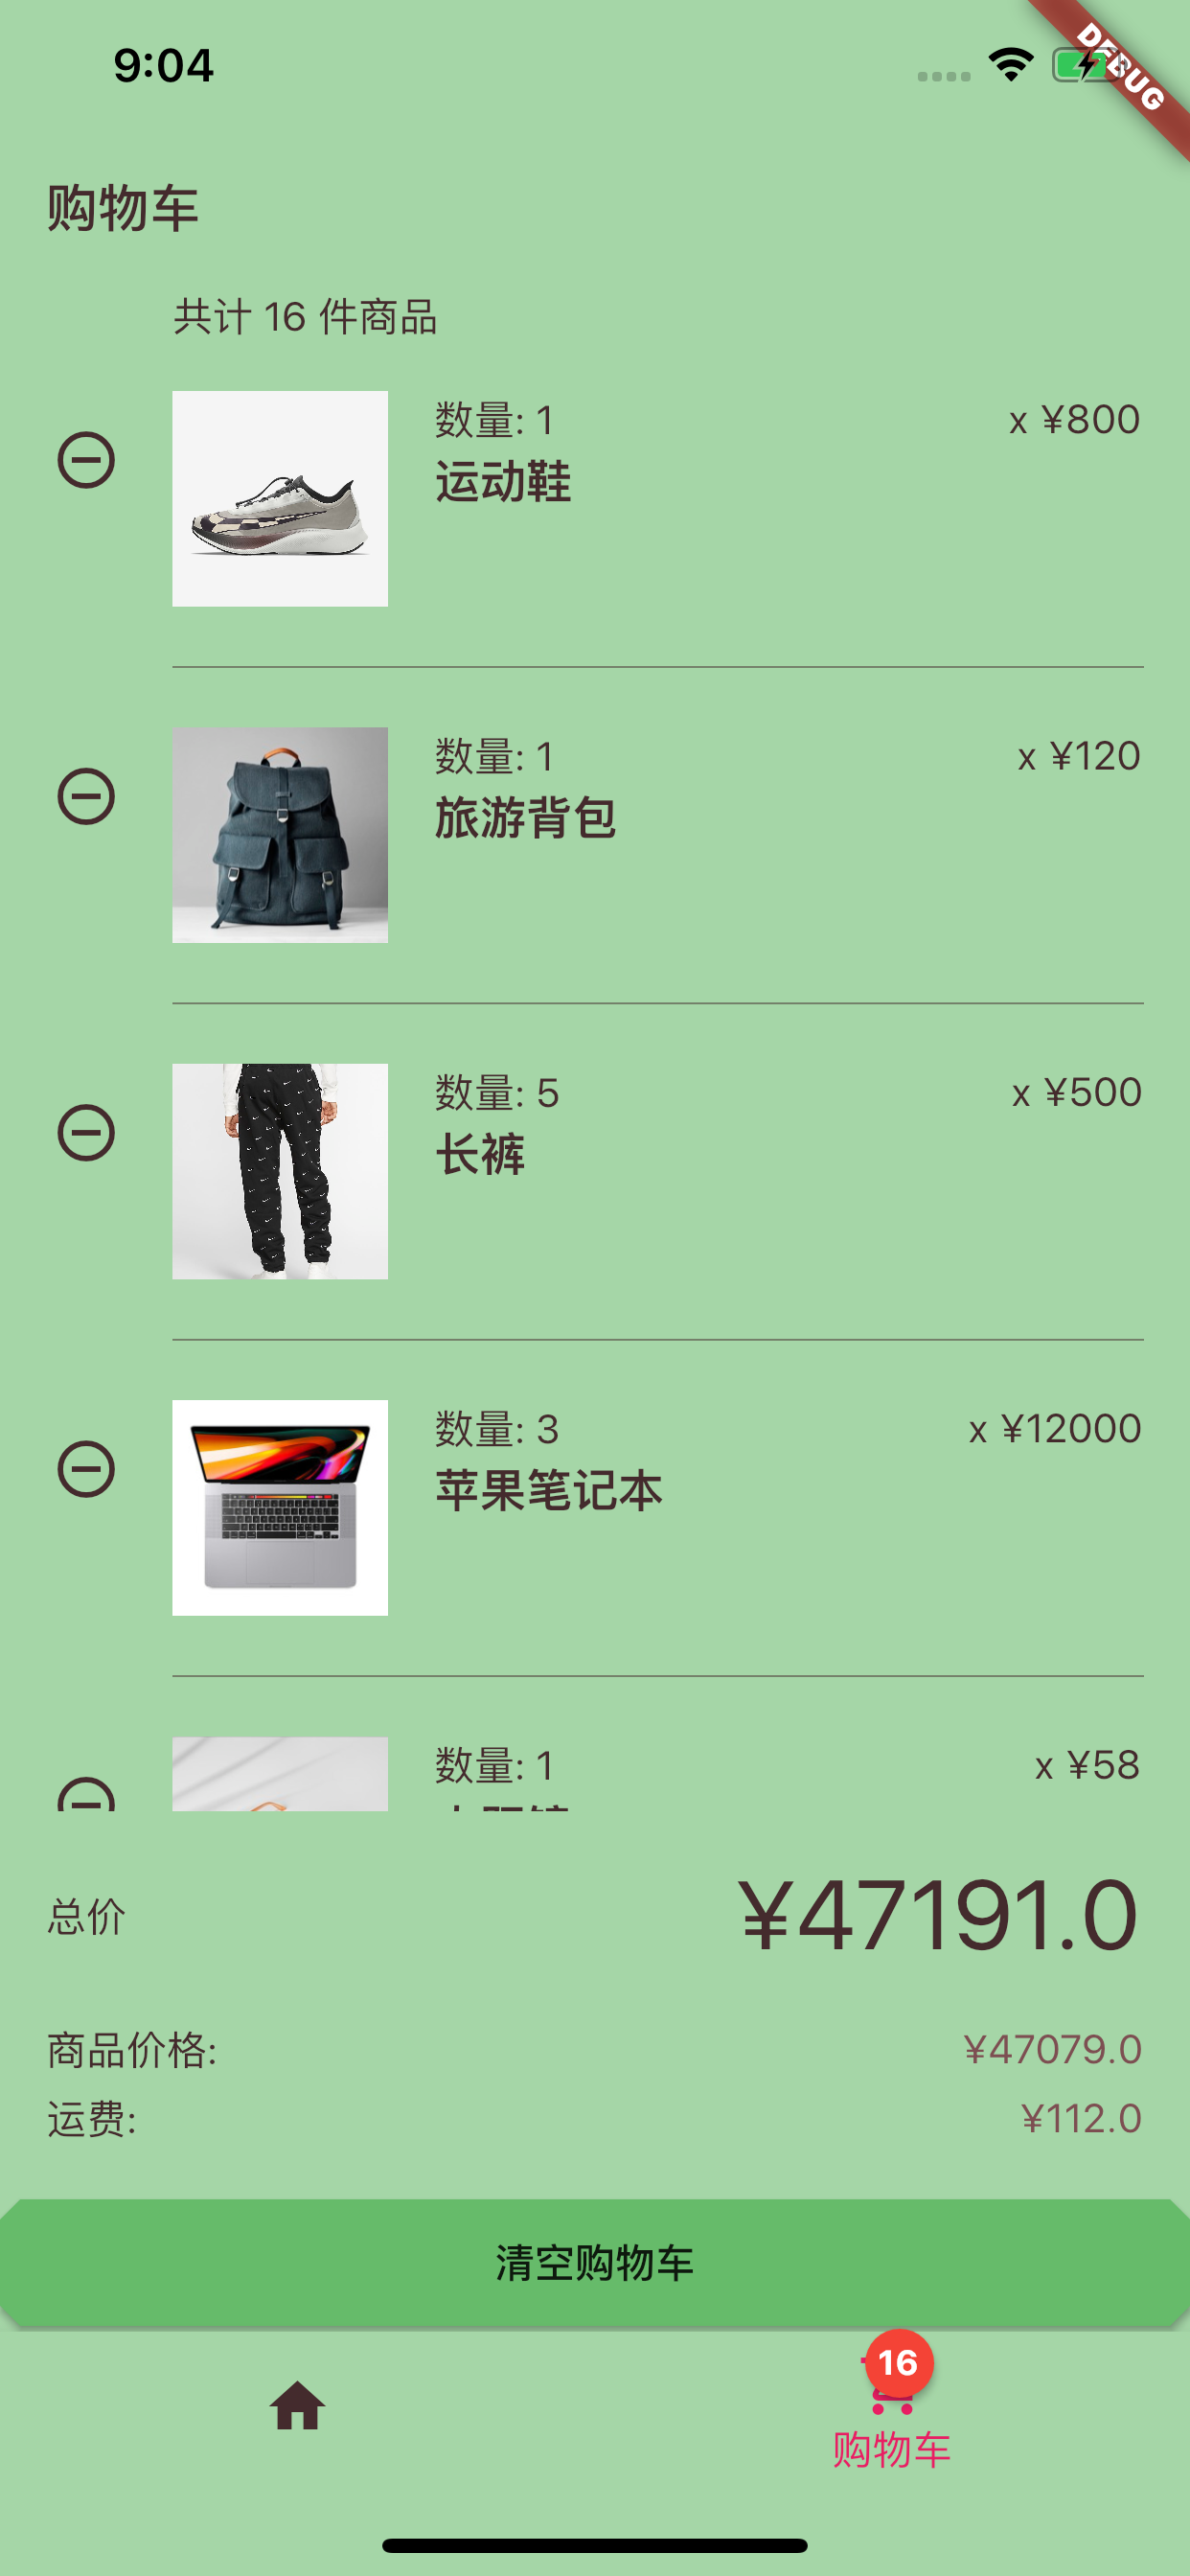 9:04
DEBUG
购物车
共计 16 件商品
数量: 1
x ¥800
运动鞋
数量: 1
x ¥120
旅游背包
数量: 5
x ¥500
长裤
数量: 3
x ¥12000
苹果笔记本
数量: 1
x ¥58
总价
¥47191.0
商品价格:
¥47079.0
运费:
¥112.0
清空购物车
16
购物车